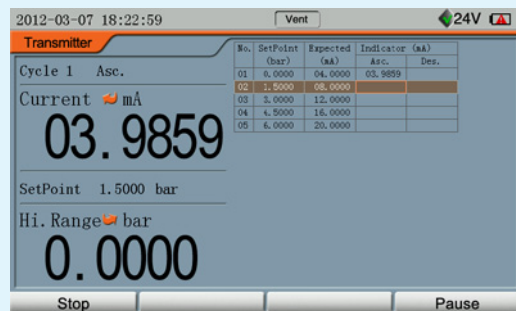 2012-03-07 18:22:59 Vent 24V
Transmitter
Cycle 1 Asc.
Current mA
03.9859
SetPoint 1.5000 bar
Hi.Range bar
0.0000
No. SetPoint (bar) Expected (mA) Indicator (mA) Asc. Des.
01 0.0000 04.0000 03.9859
02 1.5000 08.0000
03 3.0000 12.0000
04 4.5000 16.0000
05 6.0000 20.0000
Stop Pause